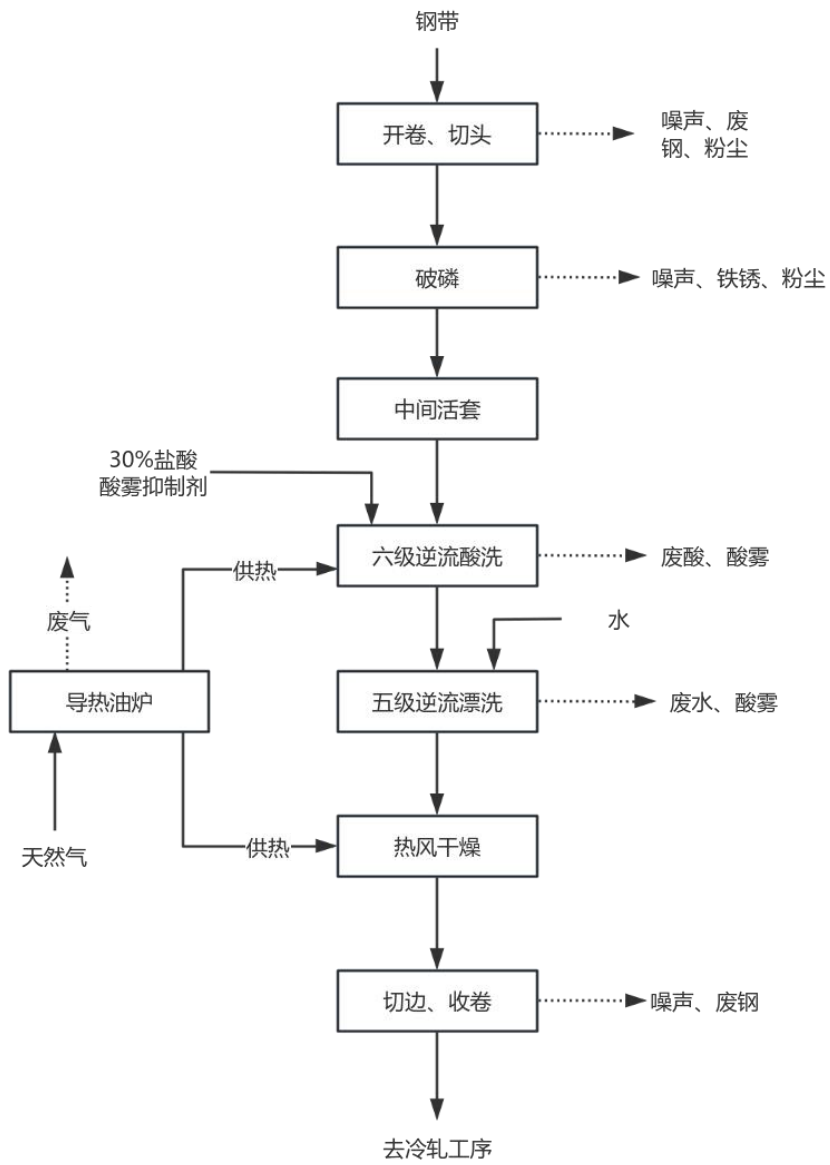 钢带
开卷、切头
噪声、废
钢、粉尘
破磷
噪声、铁锈、粉尘
中间活套
30%盐酸
酸雾抑制剂
六级逆流酸洗
废酸、酸雾
供热
废气
水
导热油炉
五级逆流漂洗
废水、酸雾
天然气
供热
热风干燥
切边、收卷
噪声、废钢
去冷轧工序